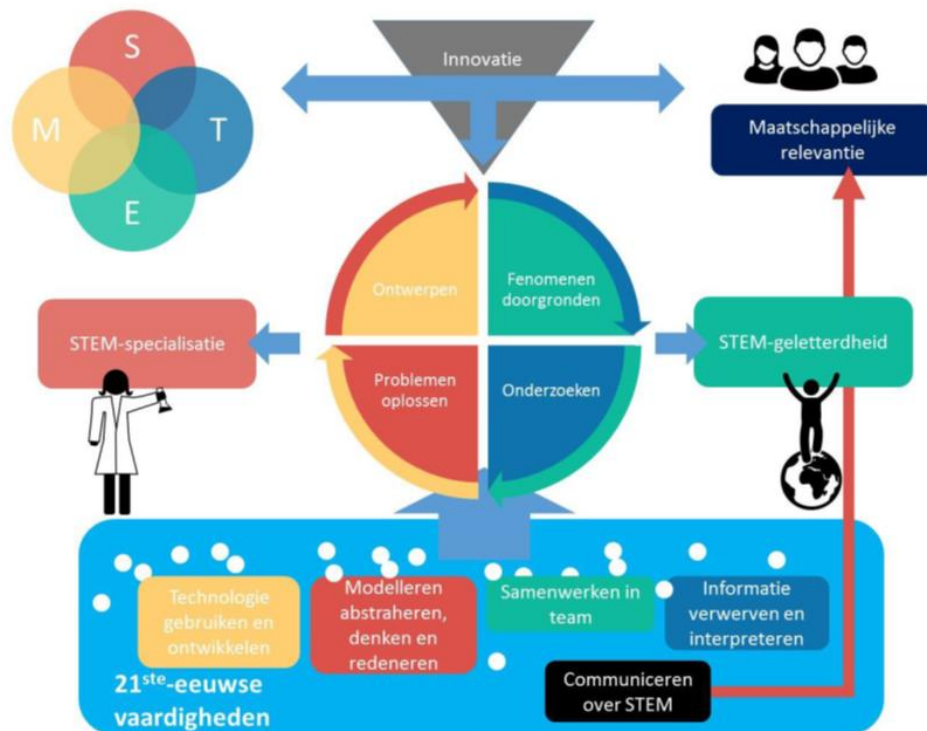 S
M
T
E
Innovatie
Maatschappelijke
relevantie
Ontwerpen
Fenomenen
doorgronden
STEM-specialisatie
STEM-geletterdheid
Problemen
oplossen
Onderzoeken
Technologie
gebruiken en
ontwikkelen
Modelleren
abstraheren,
denken en
redeneren
Samenwerken in
team
Informatie
verwerven en
interpreteren
21ste-eeuwse
vaardigheden
Communiceren
over STEM